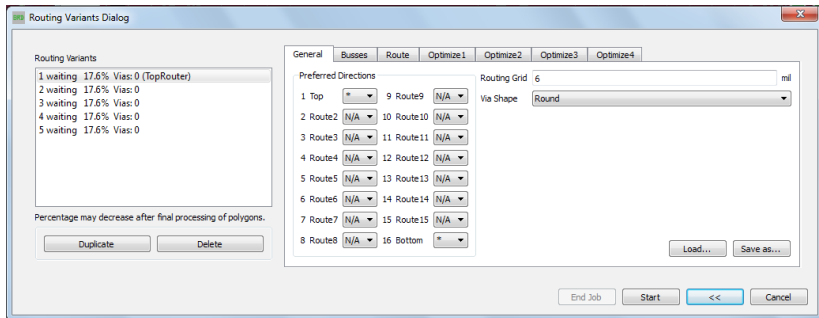 Routing Variants Dialog
Routing Variants
1 waiting 17.6% Vias: 0 (TopRouter)
2 waiting 17.6% Vias: 0
3 waiting 17.6% Vias: 0
4 waiting 17.6% Vias: 0
5 waiting 17.6% Vias: 0
Percentage may decrease after final processing of polygons.
Duplicate Delete
General Busses Route Optimize1 Optimize2 Optimize3 Optimize4
Preferred Directions
1 Top * 9 Route9 N/A
2 Route2 N/A 10 Route10 N/A
3 Route3 N/A 11 Route11 N/A
4 Route4 N/A 12 Route12 N/A
5 Route5 N/A 13 Route13 N/A
6 Route6 N/A 14 Route14 N/A
7 Route7 N/A 15 Route15 N/A
8 Route8 N/A 16 Bottom *
Routing Grid 6 mil
Via Shape Round
Load... Save as...
End Job Start << Cancel